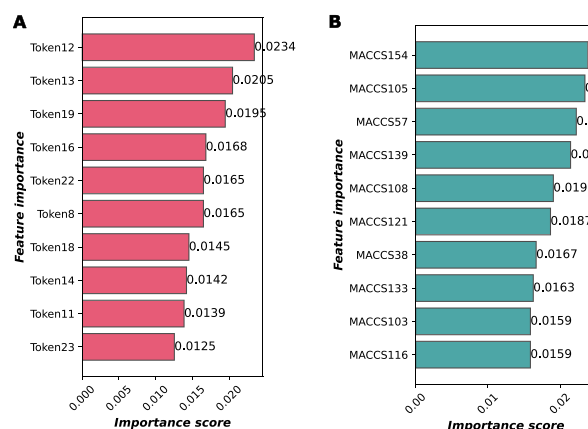 A
Token12
0.0234
Token13
0.0205
Token19
0.0195
Token16
0.0168
Token22
0.0165
Token8
0.0165
Token18
0.0145
Token14
0.0142
Token11
0.0139
Token23
0.0125
Feature importance
0.000
0.005
0.010
0.015
0.020
Importance score
B
MACCS154
MACCS105
MACCS57
MACCS139
MACCS108
MACCS121
0.0187
MACCS38
0.0167
MACCS133
0.0163
MACCS103
0.0159
MACCS116
0.0159
Feature importance
0.00
0.01
0.02
Importance score